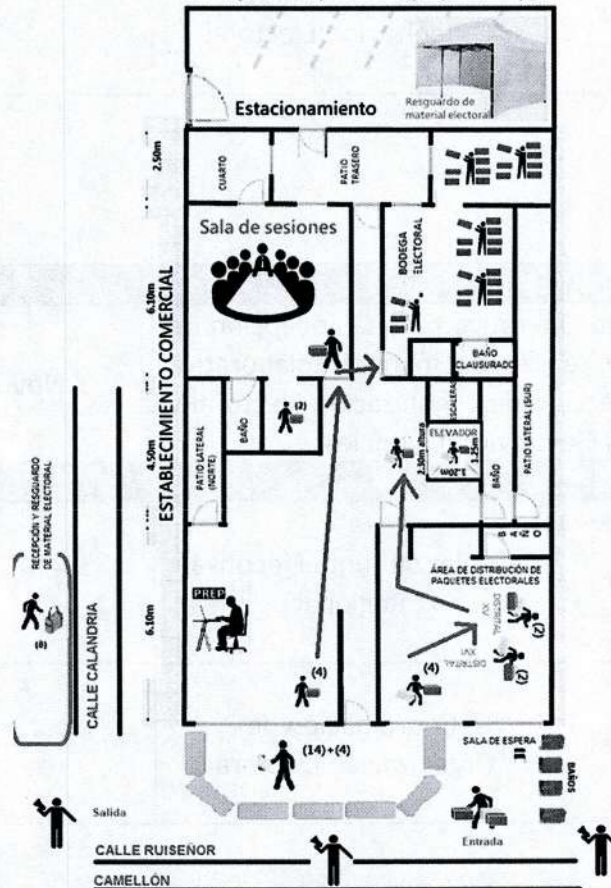 Estacionamiento
Resguardo de
material electoral
2.50m
CUARTO
PATIO
TRASERO
Sala de sesiones
BODEGA
ELECTORAL
6.10m
ESTABLECIMIENTO COMERCIAL
BAÑO
CLAUSURADO
PATIO LATERAL (SUR)
4.50m
PATIO LATERAL
(NORTE)
BAÑO
(2)
ESCALERAS
ELEVADOR
2.30m altura
1.25m
1.20m
BAÑO
BAÑO
RECEPCIÓN Y RESGUARDO
DE MATERIAL ELECTORAL
(8)
CALLE CALANDRIA
6.10m
PREP
(4)
ÁREA DE DISTRIBUCIÓN DE
PAQUETES ELECTORALES
DISTRITAL
XV
DISTRITAL
XVI
(2)
(2)
(4)
(14)+(4)
SALA DE ESPERA
BAÑOS
Salida
Entrada
CALLE RUISEÑOR
CAMELLÓN